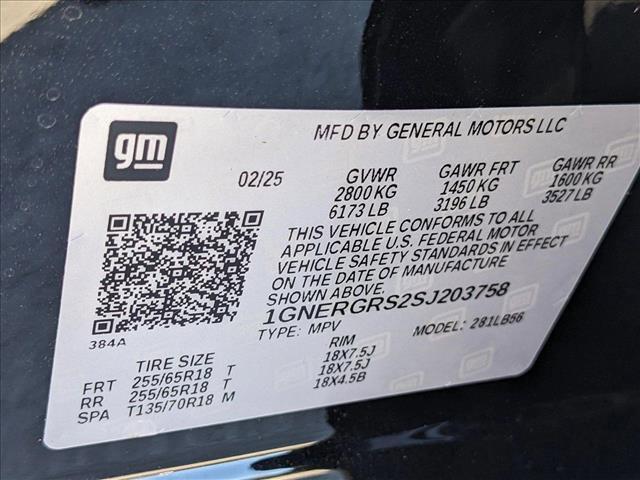 gm
MFD BY GENERAL MOTORS LLC
02/25 GVWR GAWR FRT GAWR RR
2800 KG 1450 KG 1600 KG
6173 LB 3196 LB 3527 LB
THIS VEHICLE CONFORMS TO ALL
APPLICABLE U.S. FEDERAL MOTOR
VEHICLE SAFETY STANDARDS IN EFFECT
ON THE DATE OF MANUFACTURE
SHOWN ABOVE.
1GNERGRS2SJ203758
TYPE: MPV MODEL: 281LB56
384A
TIRE SIZE RIM
FRT 255/65R18 T 18X7.5J
RR 255/65R18 T 18X7.5J
SPA T135/70R18 M 18X4.5B